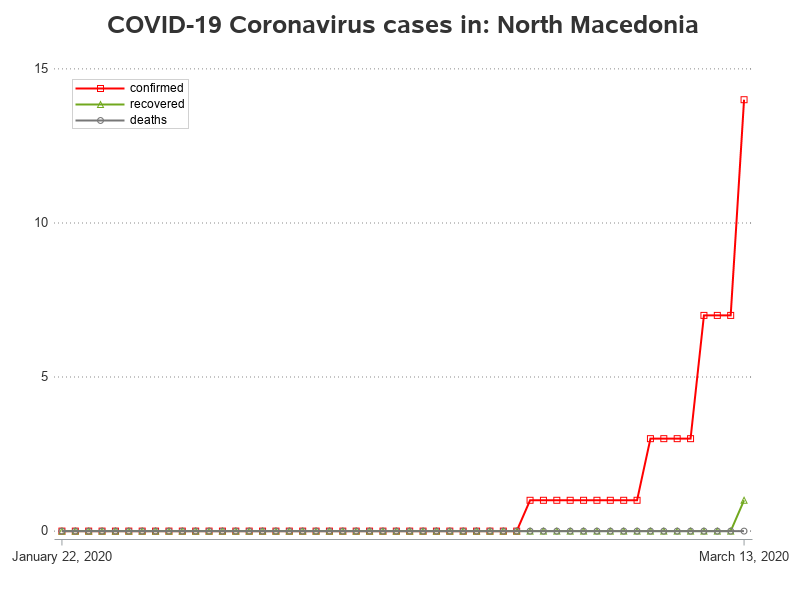 COVID-19 Coronavirus cases in: North Macedonia
15
confirmed
recovered
deaths
10
5
0
January 22, 2020
March 13, 2020